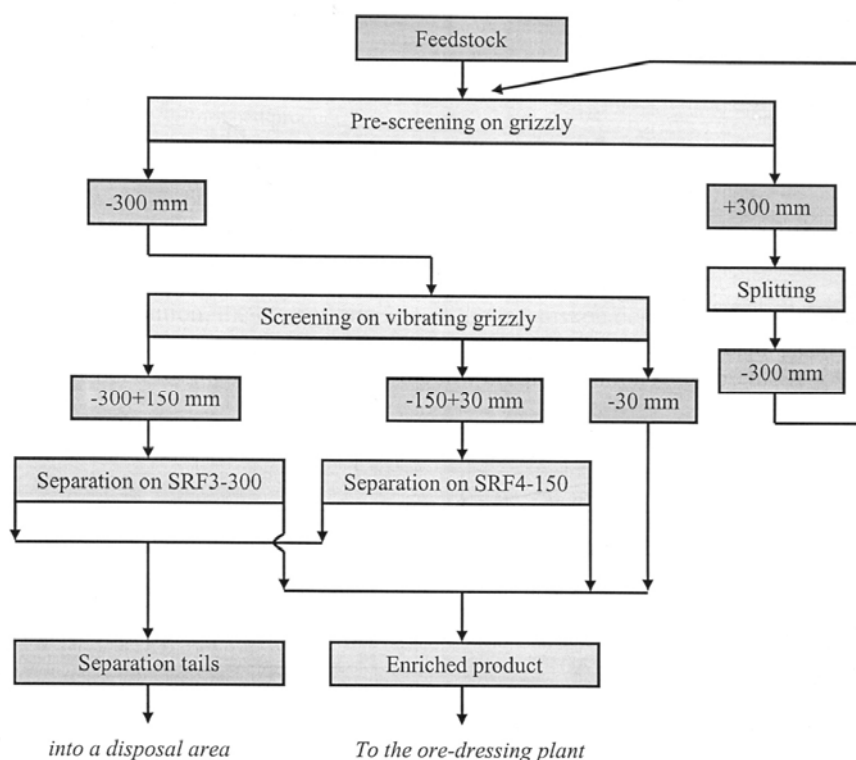 Feedstock
Pre-screening on grizzly
-300 mm
+300 mm
Splitting
Screening on vibrating grizzly
-300 mm
-300+150 mm
-150+30 mm
-30 mm
Separation on SRF3-300
Separation on SRF4-150
Separation tails
Enriched product
into a disposal area
To the ore-dressing plant